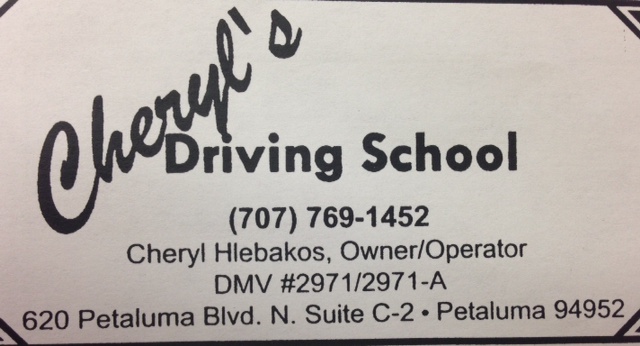 Cheryl's
Driving School
(707) 769-1452
Cheryl Hlebakos, Owner/Operator
DMV #2971/2971-A
620 Petaluma Blvd. N. Suite C-2 • Petaluma 94952